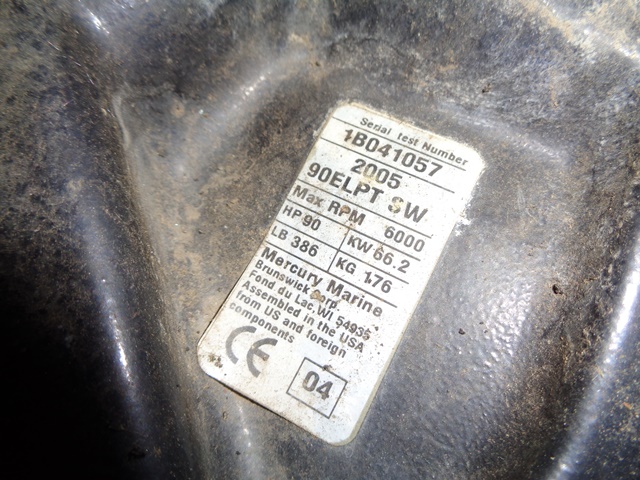 Serial test Number
1B041057
2005
90ELPT SW
Max RPM 6000
HP 90 KW 66.2
LB 386 KG 176
Mercury Marine
Brunswick Corp.
Fond du Lac, WI 54935
Assembled in the USA
from US and foreign
components
CE 04